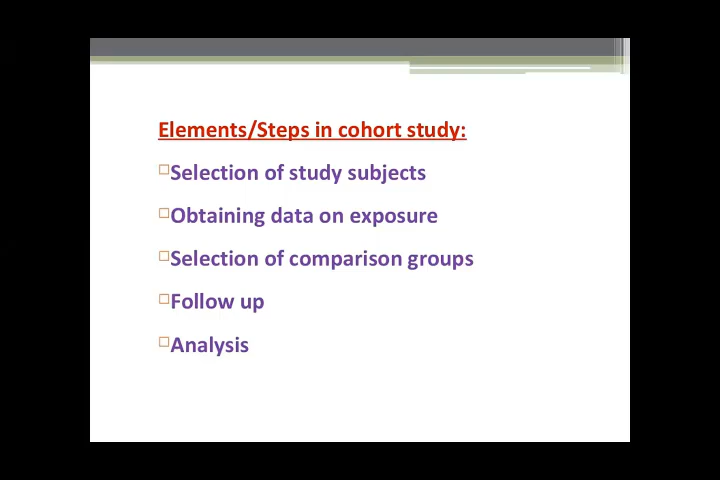 Elements/Steps in cohort study:
Selection of study subjects
Obtaining data on exposure
Selection of comparison groups
Follow up
Analysis